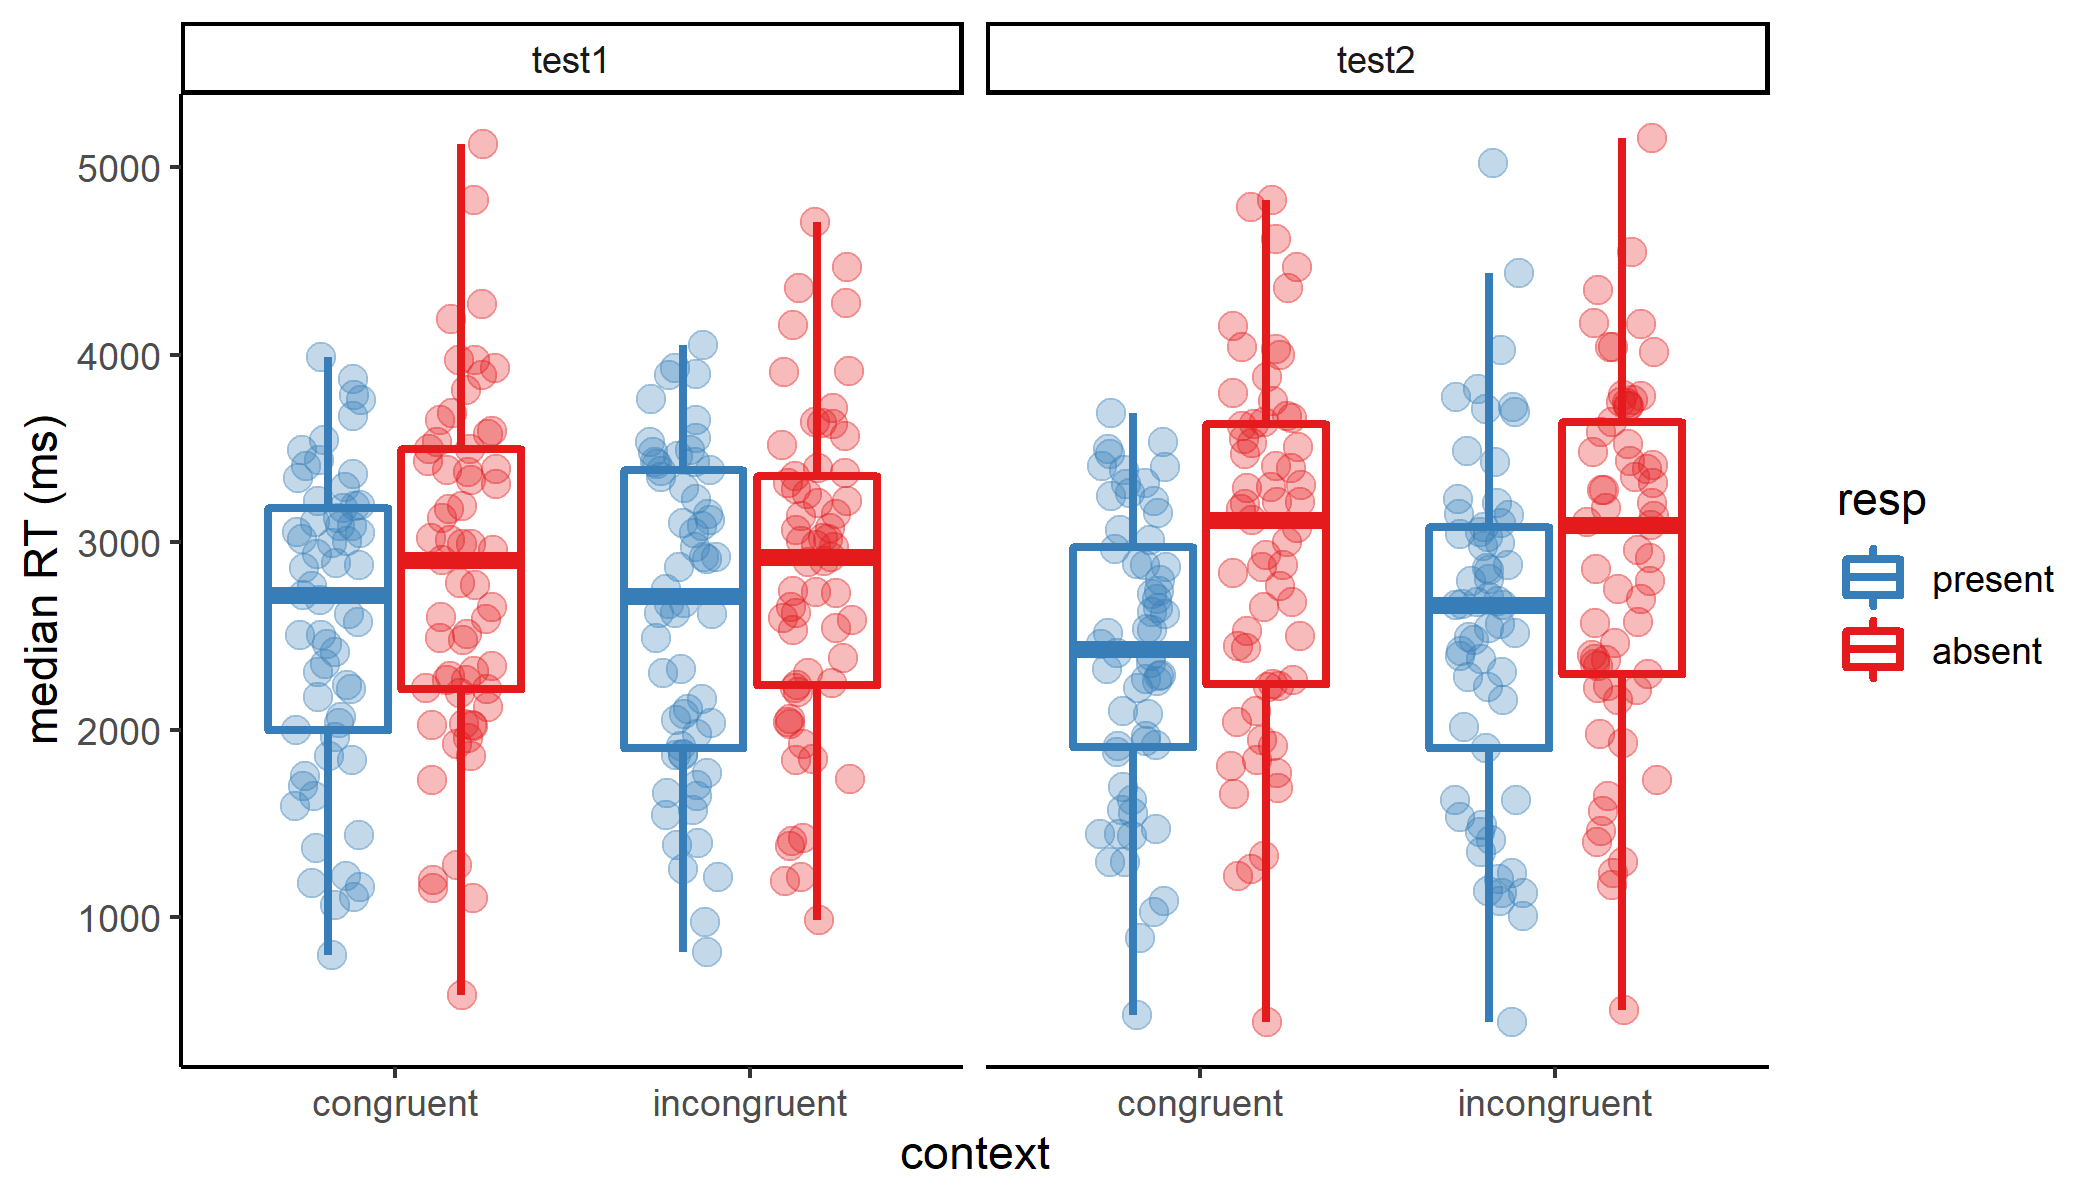 test1
test2
5000
4000
3000
2000
1000
median RT (ms)
congruent
incongruent
congruent
incongruent
context
resp
present
absent